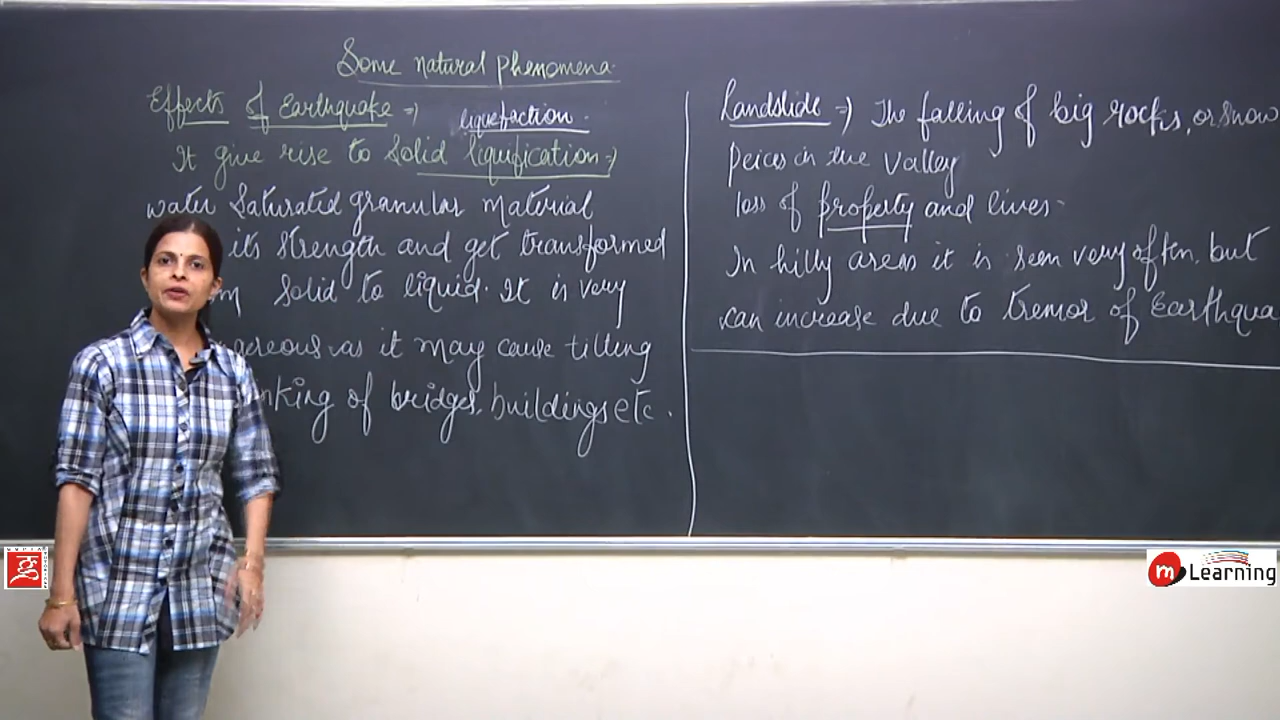 Some natural Phenomena.
Effects of Earthquake ⇒ liquefaction.
It give rise to Solid liquification ⇒
water Saturated granular material
its strength and get transformed
m Solid to liquid. It is very
gereous as it may cause tilting
nking of bridges, buildings etc.
Landslide ⇒ The falling of big rocks, or Snow
Peices in the valley
loss of property and lives.
In hilly areas it is seen very often, but
can increase due to tremor of Earthqua
m Learning